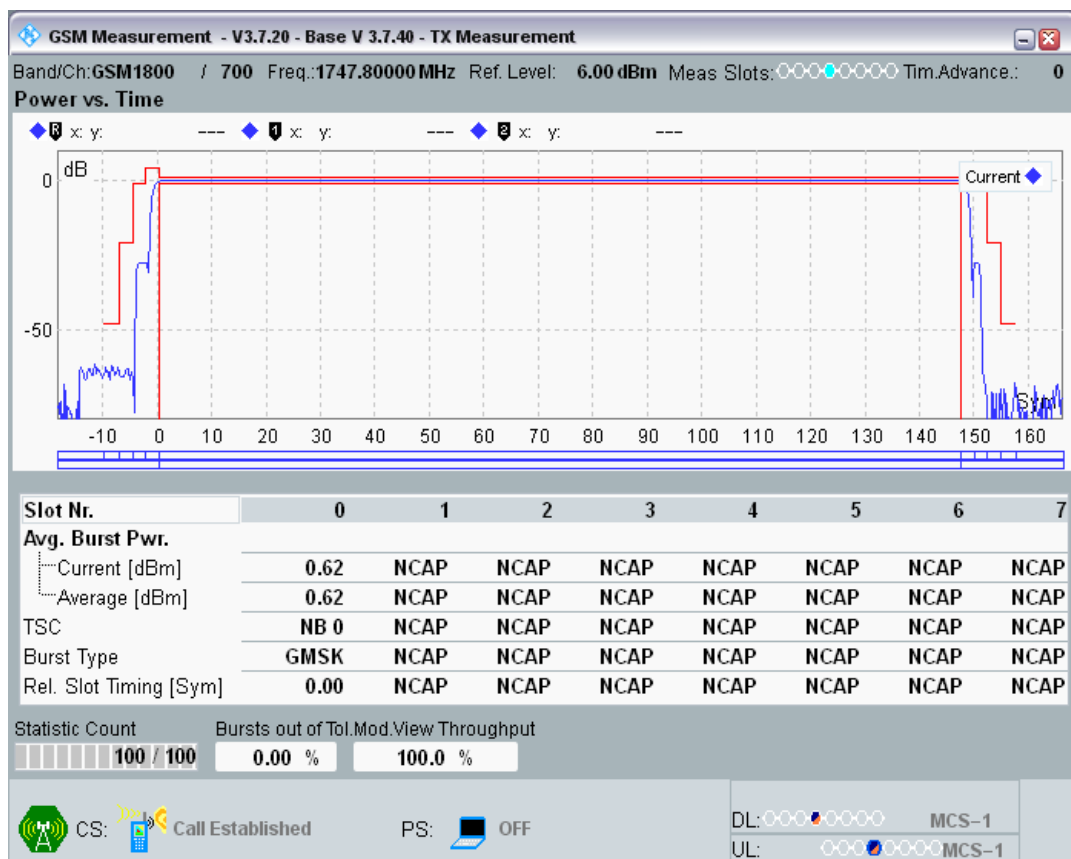 GSM Measurement - V3.7.20 - Base V 3.7.40 - TX Measurement
Band/Ch:GSM1800 / 700 Freq.:1747.80000 MHz Ref. Level: 6.00 dBm Meas Slots: Tim.Advance.: 0
Power vs. Time
R x: y: --- 1 x: y: --- 2 x: y: ---
dB
Current
0
-50
Sym
-10 0 10 20 30 40 50 60 70 80 90 100 110 120 130 140 150 160
Slot Nr. 0 1 2 3 4 5 6 7
Avg. Burst Pwr.
Current [dBm] 0.62 NCAP NCAP NCAP NCAP NCAP NCAP NCAP
Average [dBm] 0.62 NCAP NCAP NCAP NCAP NCAP NCAP NCAP
TSC NB 0 NCAP NCAP NCAP NCAP NCAP NCAP NCAP
Burst Type GMSK NCAP NCAP NCAP NCAP NCAP NCAP NCAP
Rel. Slot Timing [Sym] 0.00 NCAP NCAP NCAP NCAP NCAP NCAP NCAP
Statistic Count Bursts out of Tol. Mod.View Throughput
100 / 100 0.00 % 100.0 %
CS: Call Established PS: OFF DL: MCS-1
UL: MCS-1